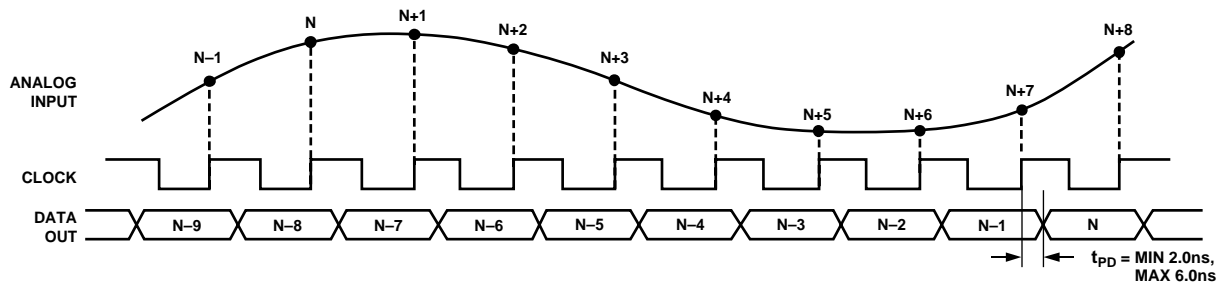 N–1
N
N+1
N+2
N+3
N+4
N+5
N+6
N+7
N+8
ANALOG
INPUT
CLOCK
DATA
OUT
N–9
N–8
N–7
N–6
N–5
N–4
N–3
N–2
N–1
N
tPD = MIN 2.0ns,
MAX 6.0ns